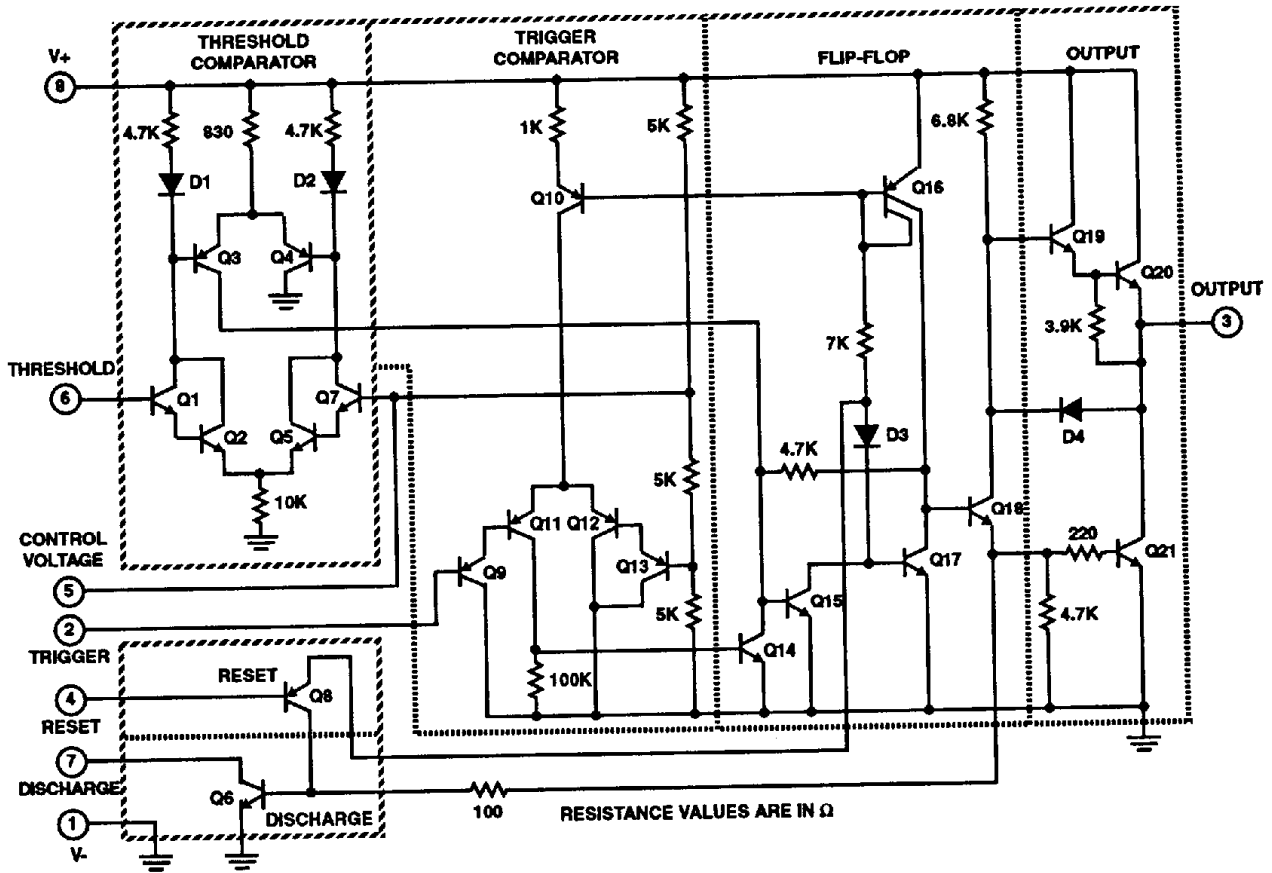 THRESHOLD
COMPARATOR
TRIGGER
COMPARATOR
FLIP-FLOP
OUTPUT
V+
8
4.7K
830
4.7K
1K
5K
6.8K
D1
D2
Q10
Q16
Q3
Q4
Q19
Q20
OUTPUT
3
3.9K
7K
THRESHOLD
6
Q1
Q7
Q2
Q5
D3
D4
4.7K
10K
5K
Q11
Q12
Q18
220
CONTROL
VOLTAGE
5
Q9
Q13
Q17
Q21
2
TRIGGER
5K
Q15
4.7K
Q14
RESET
Q8
100K
4
RESET
7
DISCHARGE
Q6
DISCHARGE
100
RESISTANCE VALUES ARE IN Ω
1
V-